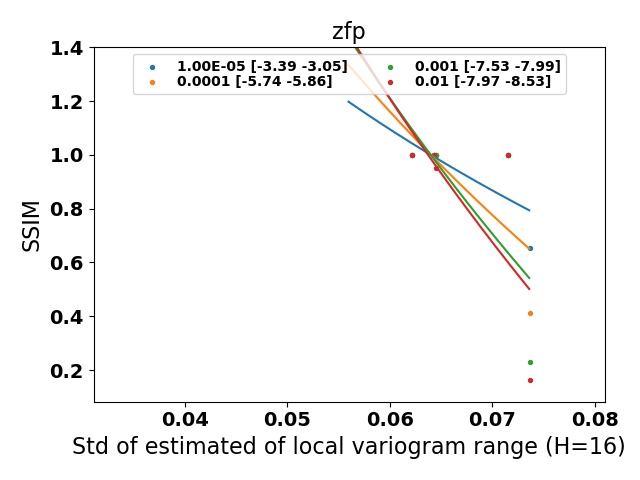 zfp
1.00E-05 [-3.39 -3.05]
0.0001 [-5.74 -5.86]
0.001 [-7.53 -7.99]
0.01 [-7.97 -8.53]
1.4
1.2
1.0
0.8
0.6
0.4
0.2
SSIM
0.04 0.05 0.06 0.07 0.08
Std of estimated of local variogram range (H=16)